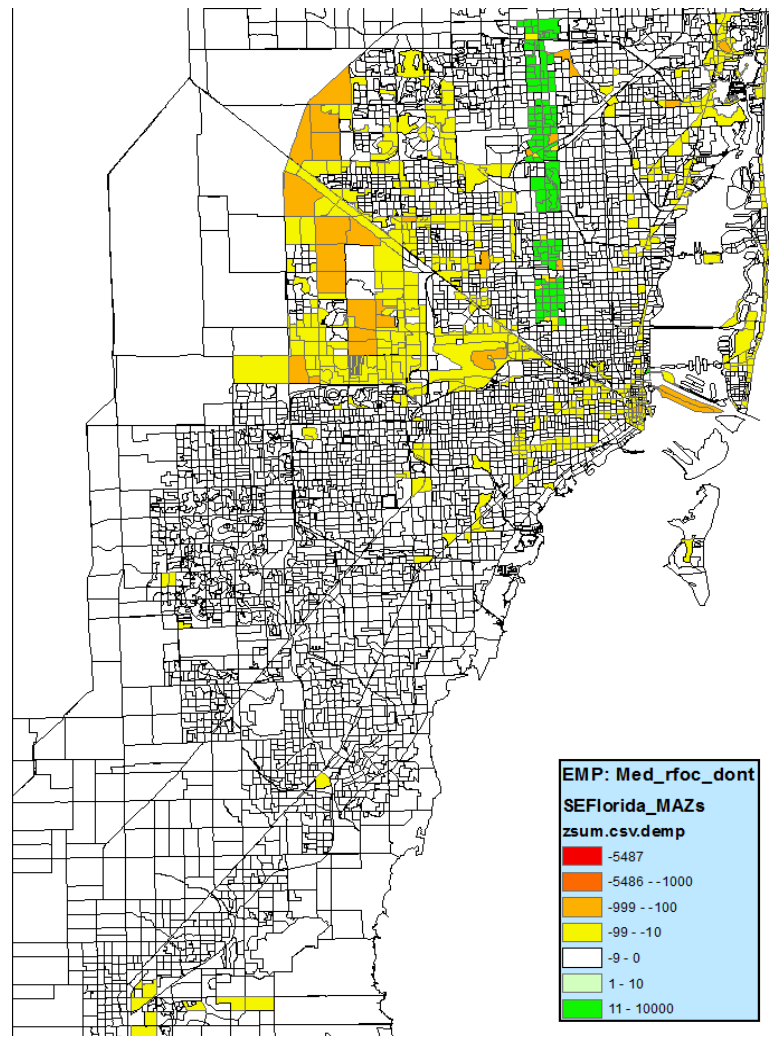 EMP: Med_rfoc_dont
SEFlorida_MAZs
zsum.csv.demp
-5487
-5486 - -1000
-999 - -100
-99 - -10
-9 - 0
1 - 10
11 - 10000